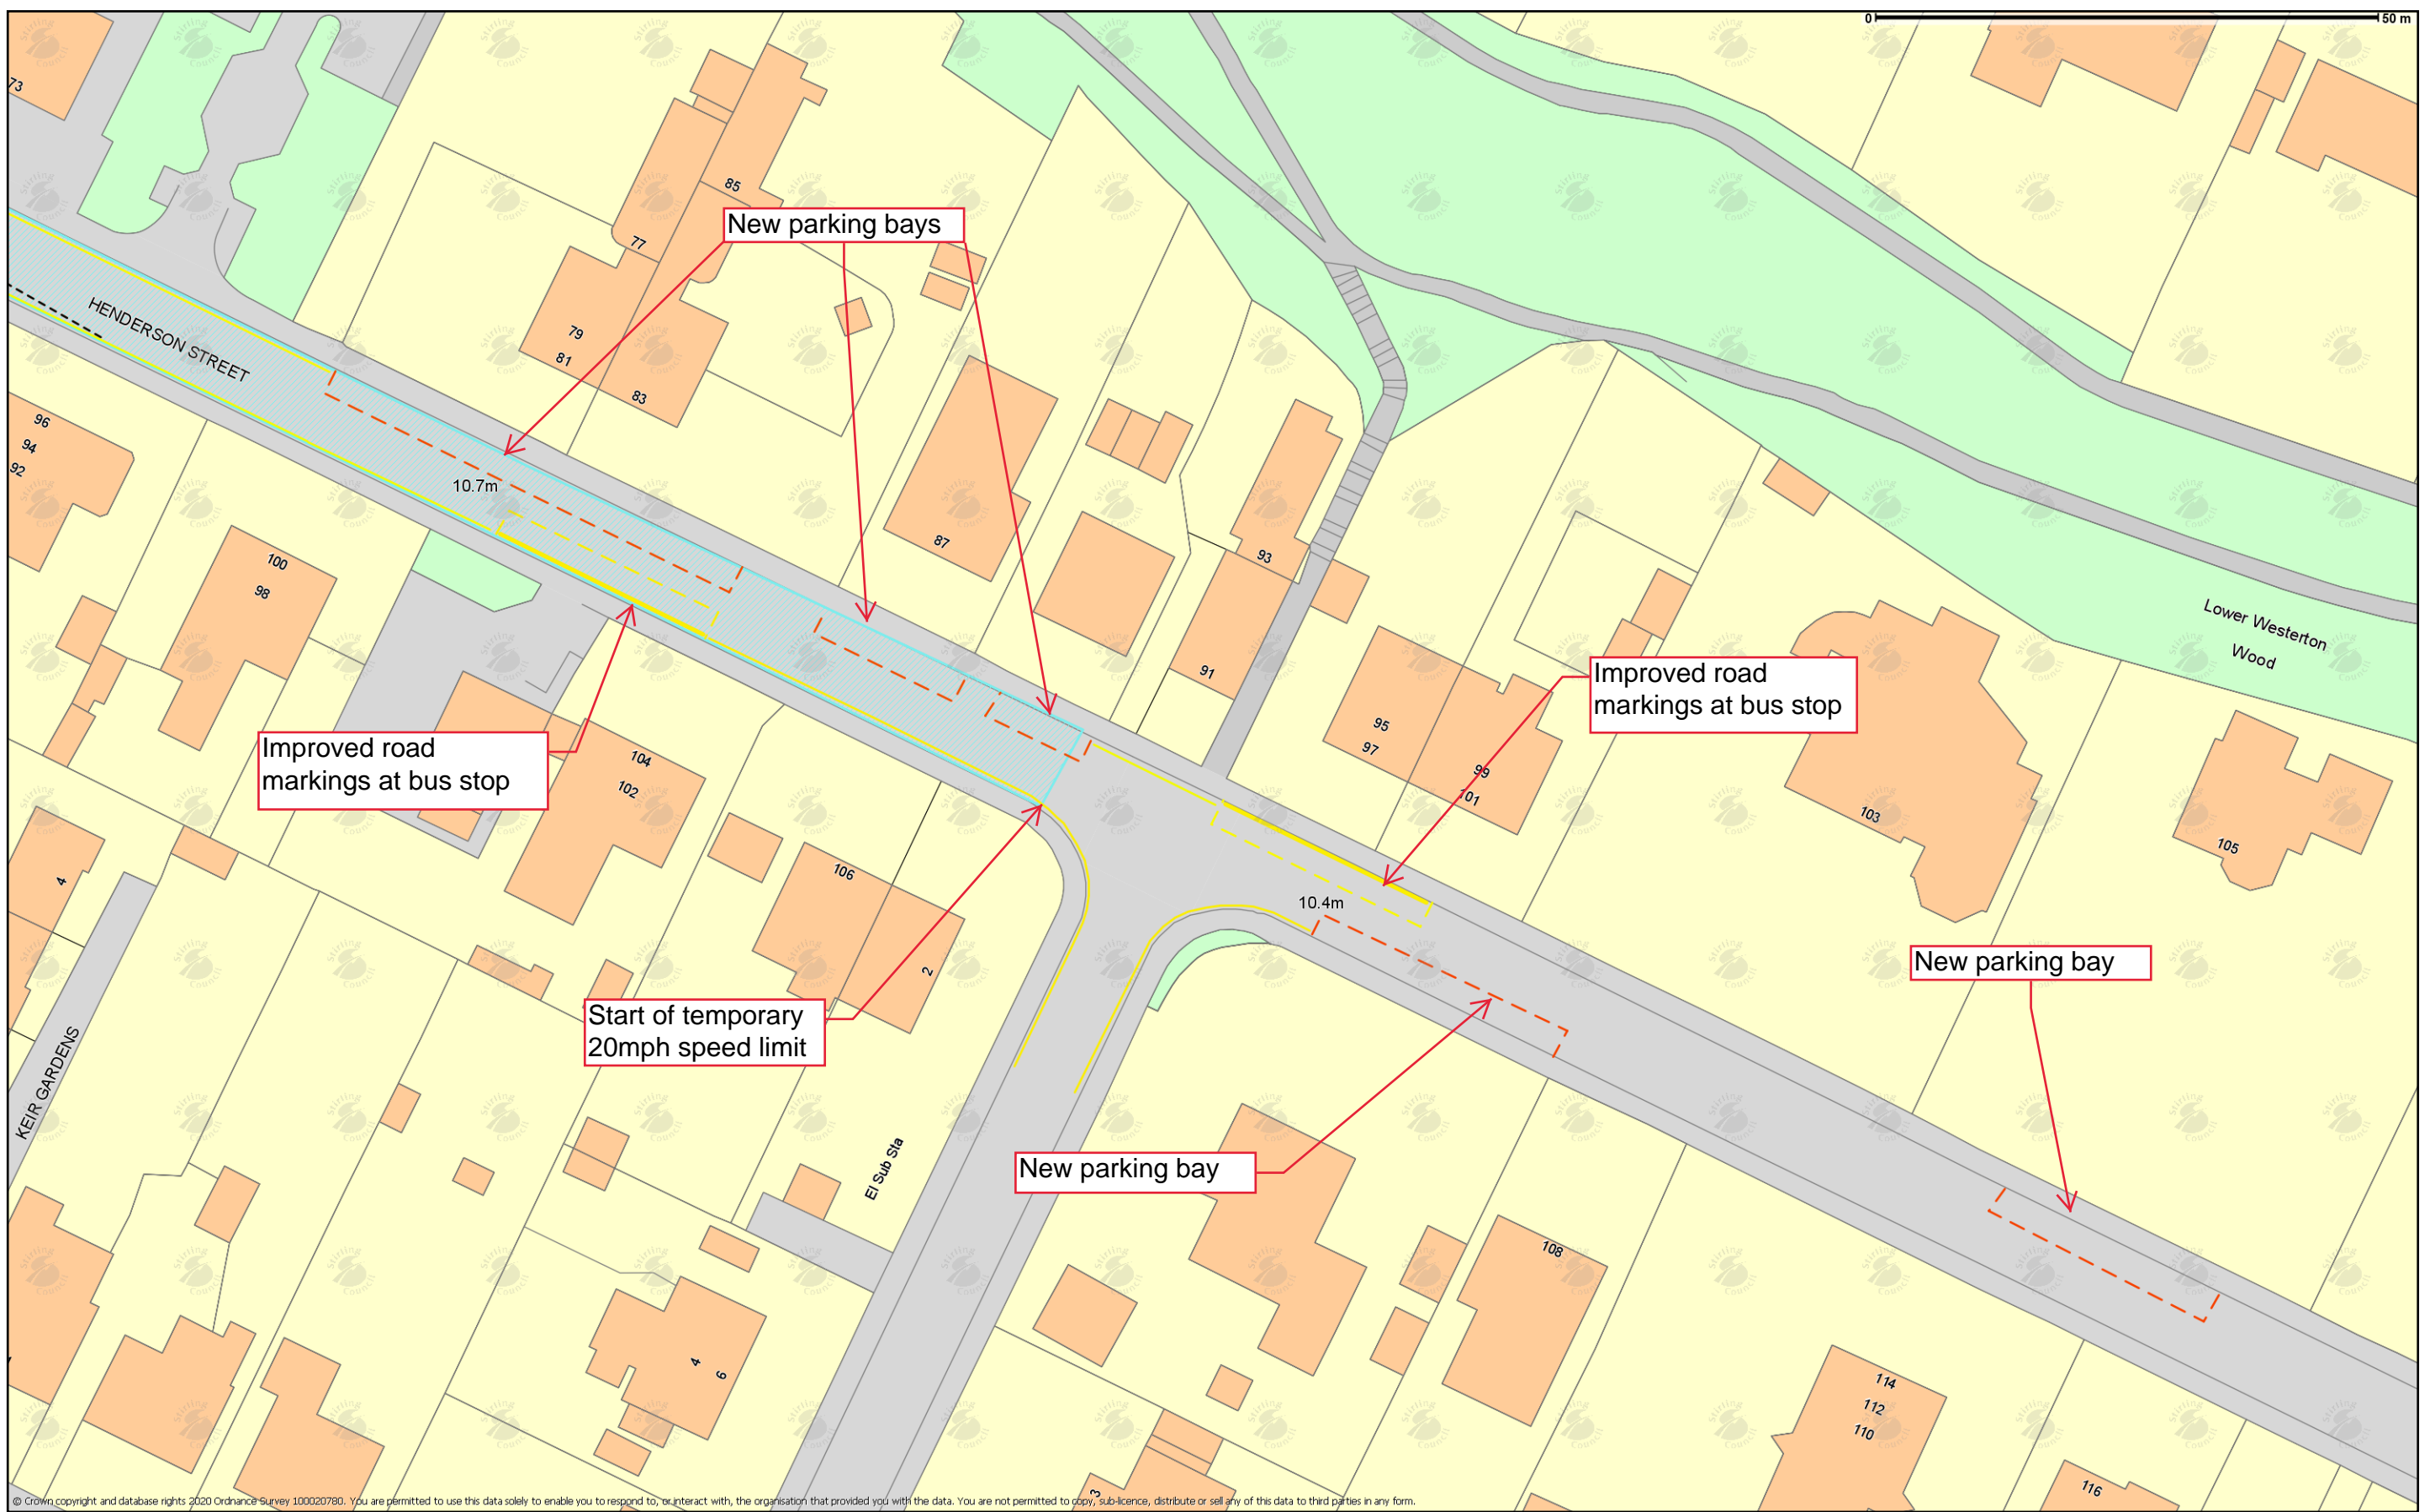 0 50 m
73
85
New parking bays
77
HENDERSON STREET
79
81
83
96
94
92
10.7m
87
93
100
98
Lower Westerton
Wood
91
Improved road
markings at bus stop
95
97
99
101
103
105
Improved road
markings at bus stop
104
102
4
106
2
10.4m
New parking bay
Start of temporary
20mph speed limit
KEIR GARDENS
El Sub Sta
New parking bay
108
4
6
114
112
110
116
3
Stirling
Council
© Crown copyright and database rights 2020 Ordnance Survey 100020780. You are permitted to use this data solely to enable you to respond to, or interact with, the organisation that provided you with the data. You are not permitted to copy, sub-licence, distribute or sell any of this data to third parties in any form.